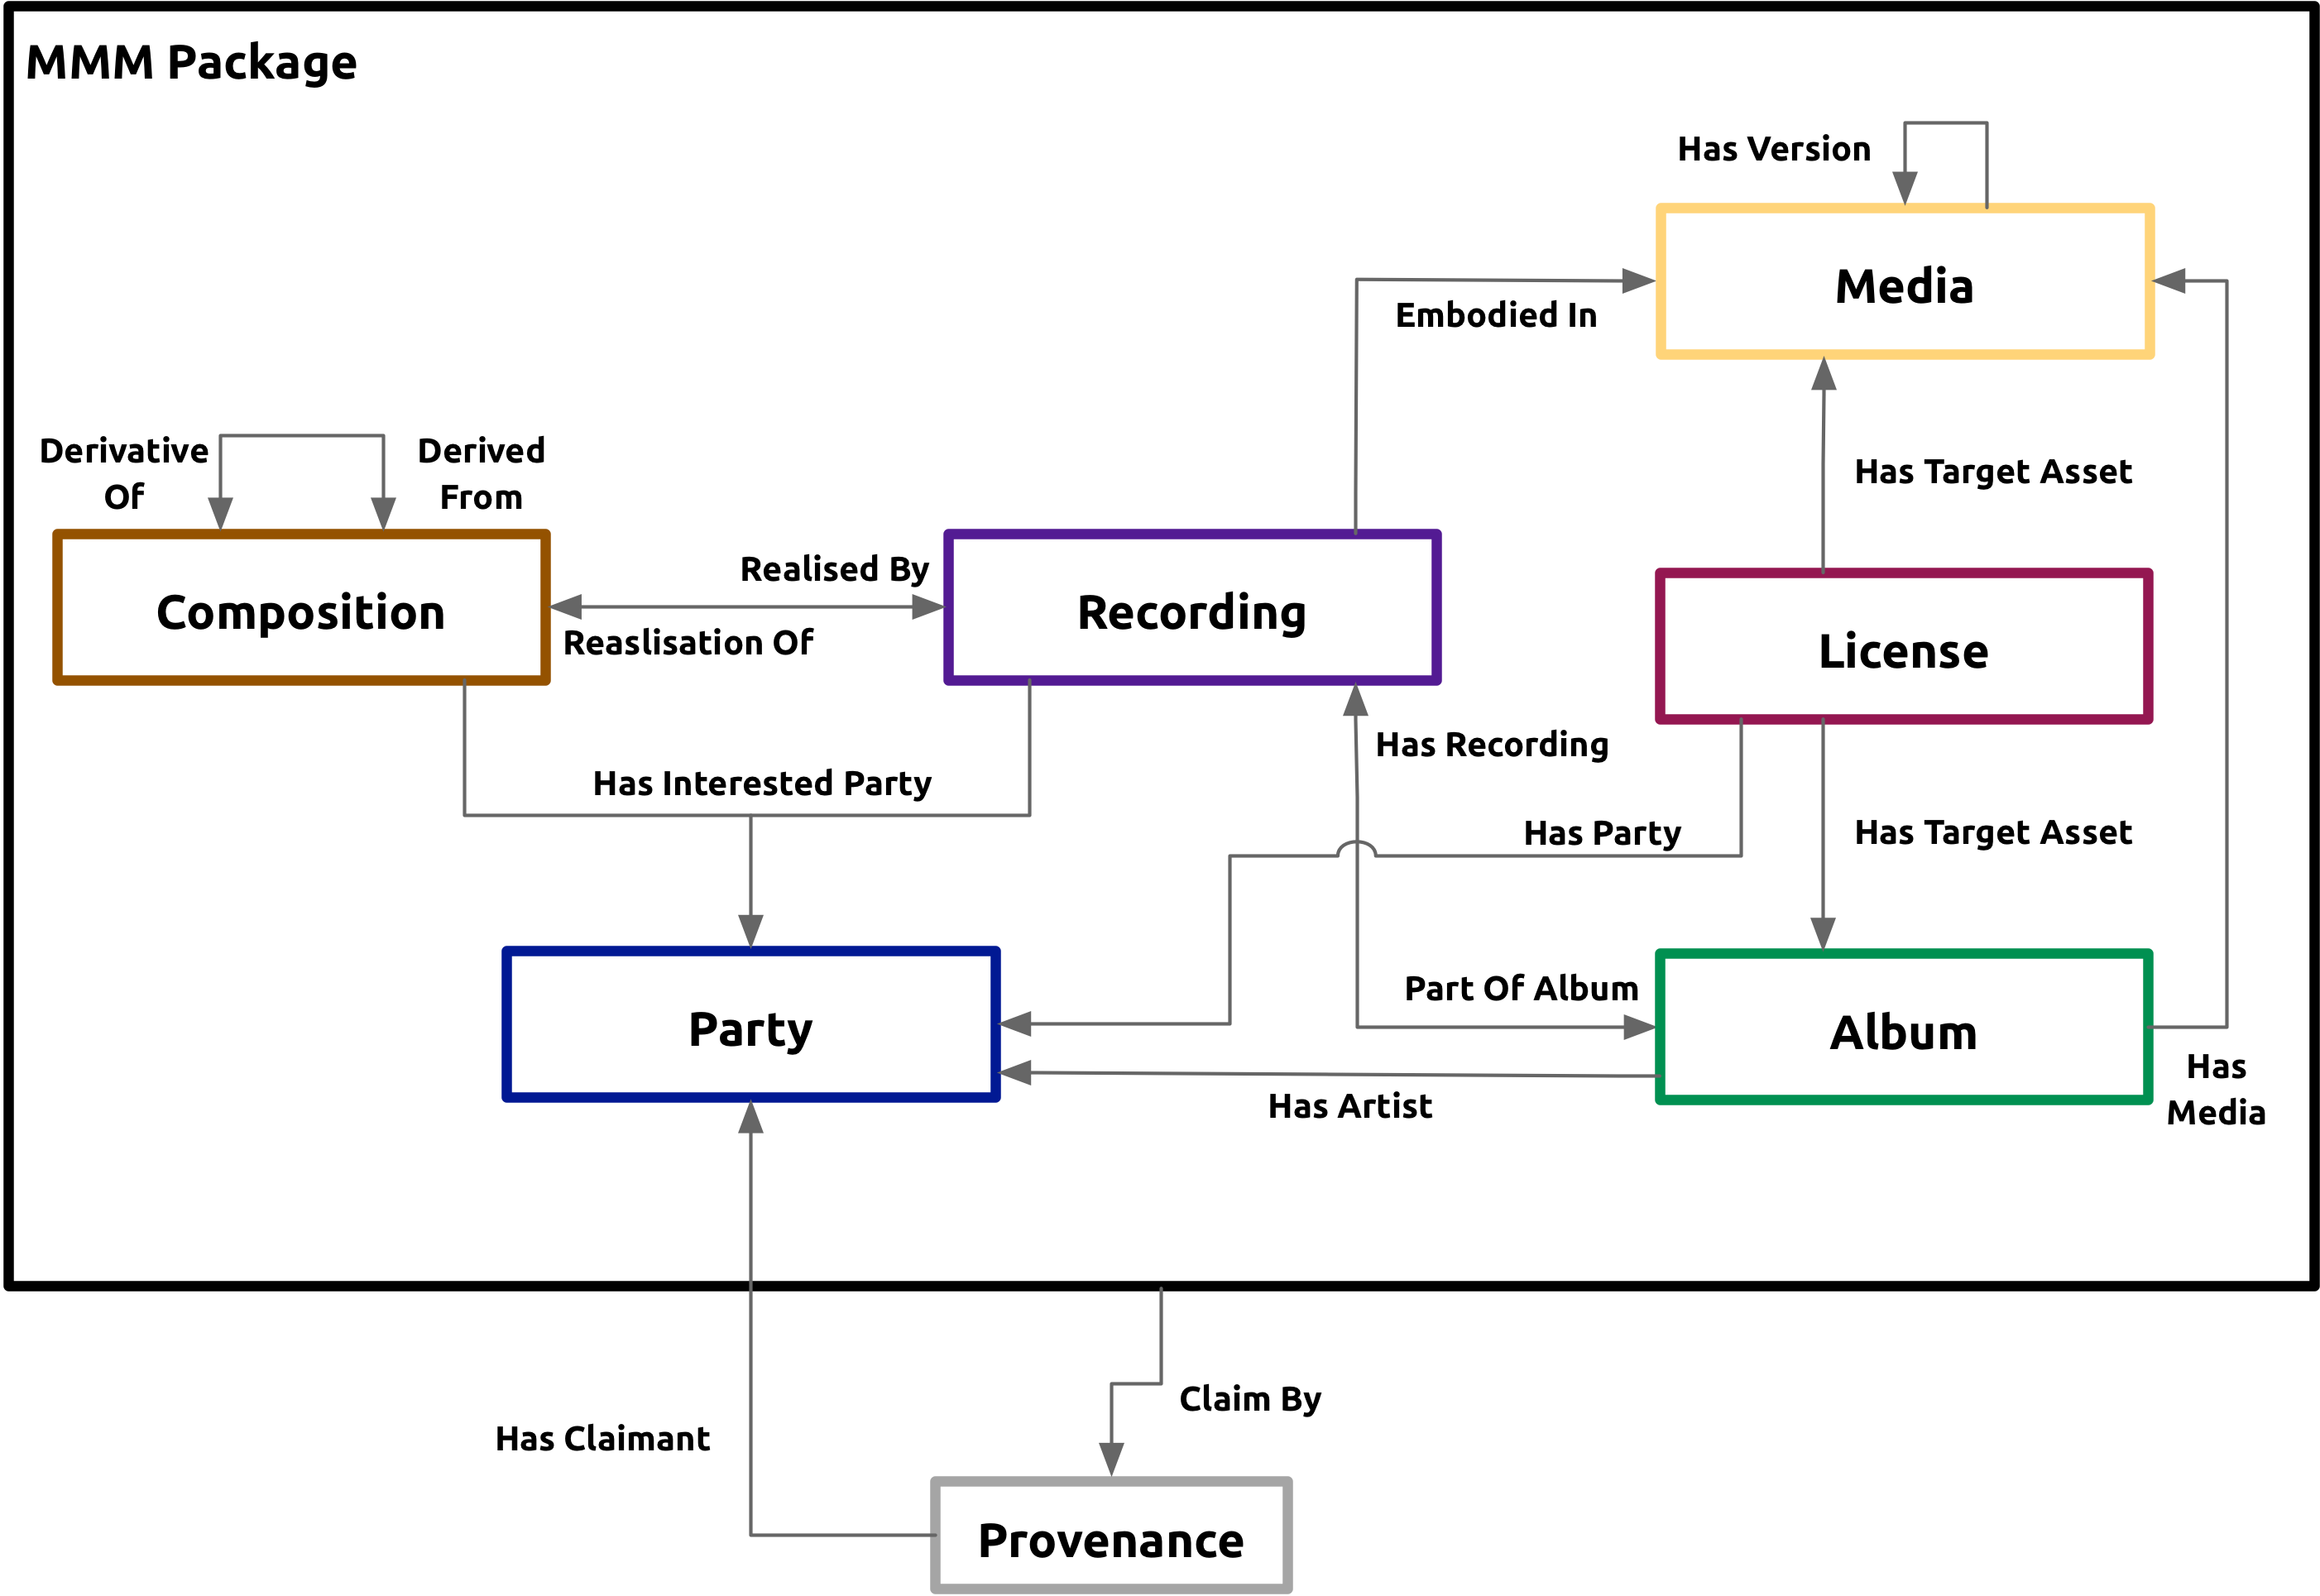 MMM Package
Has Version
Media
Embodied In
Derivative
Of
Derived
From
Has Target Asset
Composition
Realised By
Reaslisation Of
Recording
License
Has Recording
Has Interested Party
Has Party
Has Target Asset
Party
Part Of Album
Album
Has Artist
Has
Media
Has Claimant
Claim By
Provenance